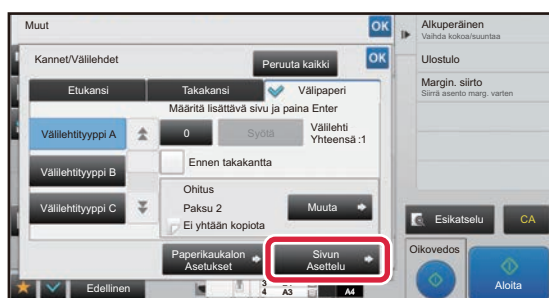 Muut
OK
Kannet/Välilehdet
Peruuta kaikki
OK
Etukansi
Takakansi
Välipaperi
Määritä lisättävä sivu ja paina Enter
Välilehtityyppi A
0
Syötä
Välilehti
Yhteensä :1
Ennen takakantta
Välilehtityyppi B
Välilehtityyppi C
Ohitus
Paksu 2
Ei yhtään kopiota
Muuta
Paperikaukalon
Asetukset
Sivun
Asettelu
Edellinen
3
4
A3
A4
Alkuperäinen
Vaihda kokoa/suuntaa
Ulostulo
Margin. siirto
Siirrä asento marg. varten
Esikatselu
CA
Oikovedos
Aloita